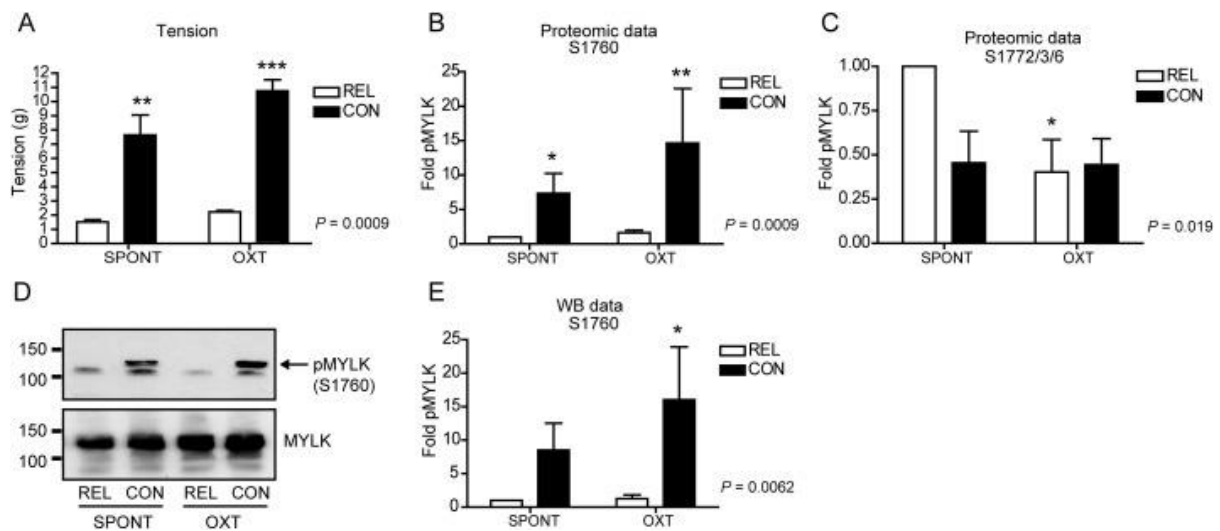 A
Tension
Tension (g)
12
11
10
9
8
7
6
5
4
3
2
1
0
**
***
REL
CON
SPONT
OXT
P = 0.0009
B
Proteomic data
S1760
Fold pMYLK
25
20
15
10
5
0
*
**
REL
CON
SPONT
OXT
P = 0.0009
C
Proteomic data
S1772/3/6
Fold pMYLK
1.00
0.75
0.50
0.25
0.00
*
REL
CON
SPONT
OXT
P = 0.019
D
150
100
pMYLK
(S1760)
150
100
MYLK
REL CON REL CON
SPONT OXT
E
WB data
S1760
Fold pMYLK
25
20
15
10
5
0
*
REL
CON
SPONT
OXT
P = 0.0062